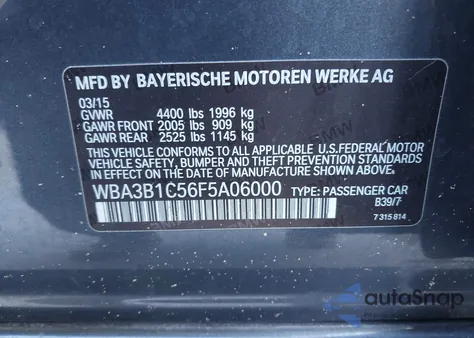 MFD BY BAYERISCHE MOTOREN WERKE AG
03/15
GVWR 4400 lbs 1996 kg
GAWR FRONT 2005 lbs 909 kg
GAWR REAR 2525 lbs 1145 kg
THIS VEHICLE CONFORMS TO ALL APPLICABLE U.S.FEDERAL MOTOR
VEHICLE SAFETY, BUMPER AND THEFT PREVENTION STANDARDS
IN EFFECT ON THE DATE OF MANUFACTURE SHOWN ABOVE.
WBA3B1C56F5A06000 TYPE: PASSENGER CAR
B39/7
7 315 814
autoSnap